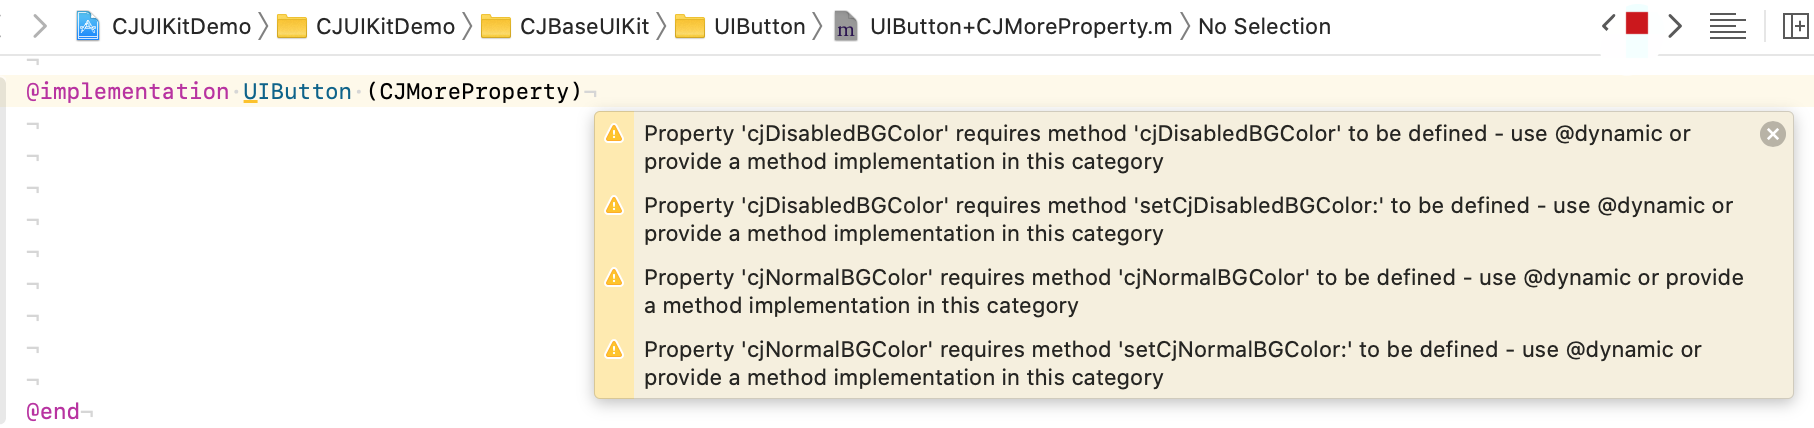 CJUIKitDemo CJUIKitDemo CJBaseUIKit UIButton m UIButton+CJMoreProperty.m No Selection
@implementation UIButton (CJMoreProperty)
Property 'cjDisabledBGColor' requires method 'cjDisabledBGColor' to be defined - use @dynamic or
provide a method implementation in this category
Property 'cjDisabledBGColor' requires method 'setCjDisabledBGColor:' to be defined - use @dynamic or
provide a method implementation in this category
Property 'cjNormalBGColor' requires method 'cjNormalBGColor' to be defined - use @dynamic or provide
a method implementation in this category
Property 'cjNormalBGColor' requires method 'setCjNormalBGColor:' to be defined - use @dynamic or
provide a method implementation in this category
@end